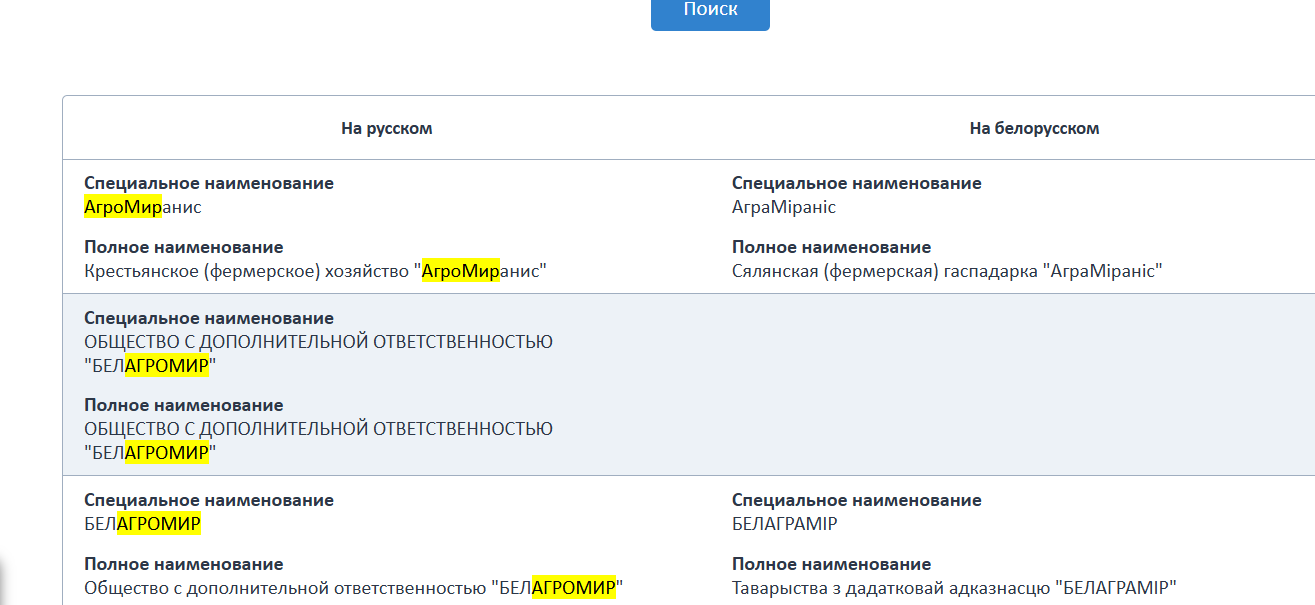 Поиск
На русском
На белорусском
Специальное наименование
АгроМиранис
Специальное наименование
АграМіраніс
Полное наименование
Крестьянское (фермерское) хозяйство "АгроМиранис"
Полное наименование
Сялянская (фермерская) гаспадарка "АграМіраніс"
Специальное наименование
ОБЩЕСТВО С ДОПОЛНИТЕЛЬНОЙ ОТВЕТСТВЕННОСТЬЮ
"БЕЛАГРОМИР"
Полное наименование
ОБЩЕСТВО С ДОПОЛНИТЕЛЬНОЙ ОТВЕТСТВЕННОСТЬЮ
"БЕЛАГРОМИР"
Специальное наименование
БЕЛАГРОМИР
Специальное наименование
БЕЛАГРАМІР
Полное наименование
Общество с дополнительной ответственностью "БЕЛАГРОМИР"
Полное наименование
Таварыства з дадатковай адказнасцю "БЕЛАГРАМІР"